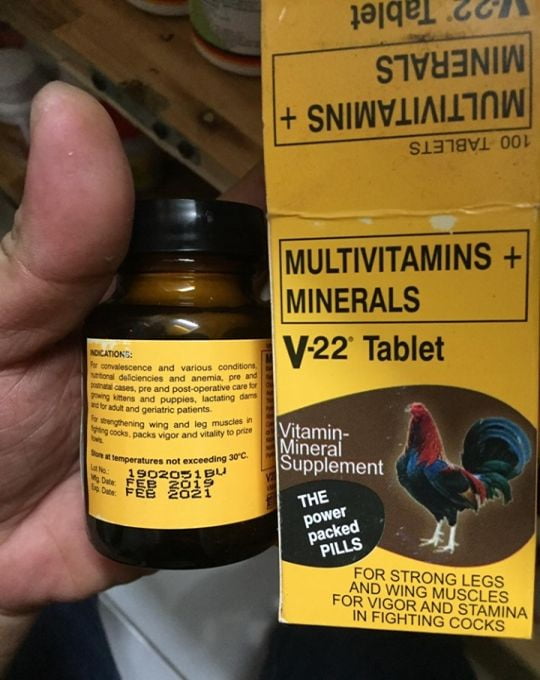 V-22 Tablet
MULTIVITAMINS +
MINERALS
100 TABLETS
MULTIVITAMINS +
MINERALS
V-22® Tablet
Vitamin-
Mineral
Supplement
THE
power
packed
PILLS
FOR STRONG LEGS
AND WING MUSCLES
FOR VIGOR AND STAMINA
IN FIGHTING COCKS
INDICATIONS:
For convalescence and various conditions,
nutritional deficiencies and anemia, pre and
postnatal cases, pre and post-operative care for
growing kittens and puppies, lactating dams
and for adult and geriatric patients.
For strengthening wing and leg muscles in
fighting cocks, packs vigor and vitality to prize
fowls.
Store at temperatures not exceeding 30°C.
Lot No.: 1902031BU
Mfg. Date: FEB 2019
Exp. Date: FEB 2021